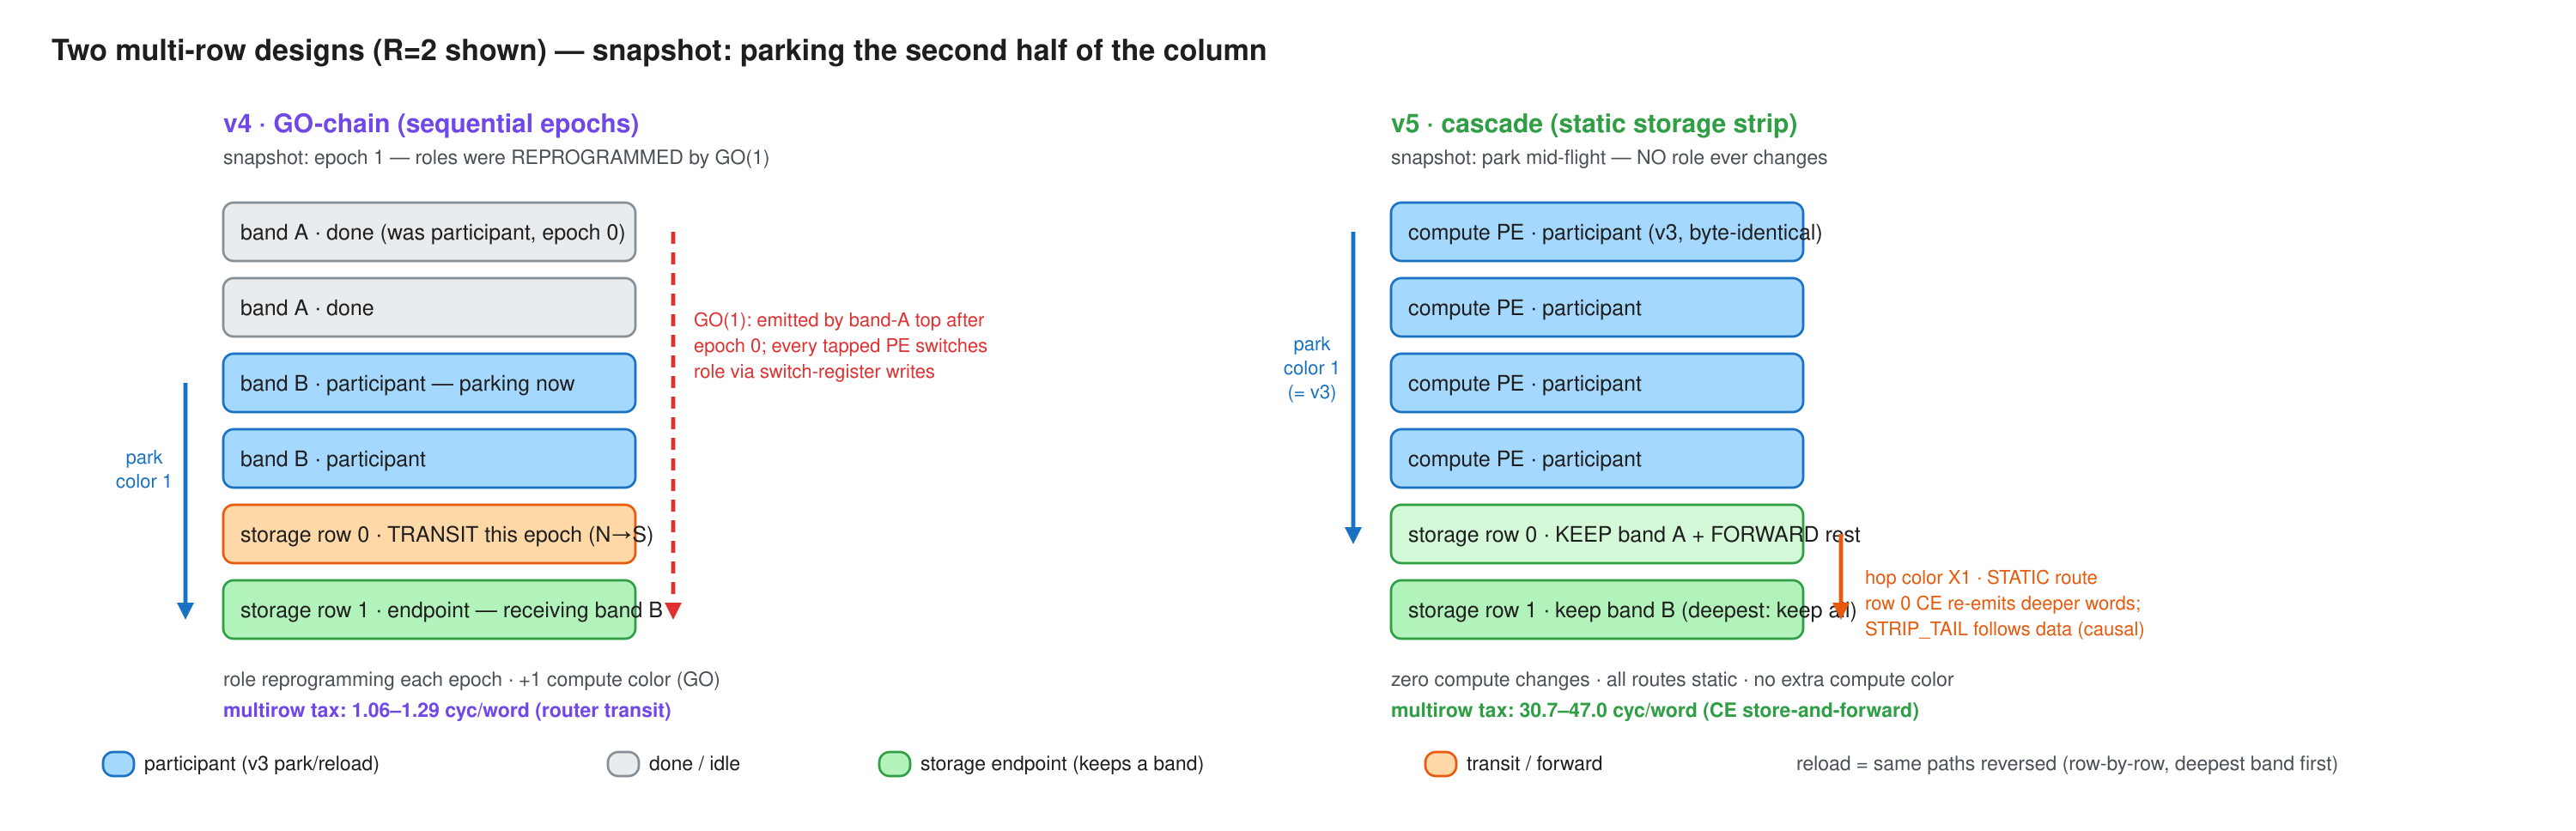 Two multi-row designs (R=2 shown) — snapshot: parking the second half of the column
v4 · GO-chain (sequential epochs)
snapshot: epoch 1 — roles were REPROGRAMMED by GO(1)
band A · done (was participant, epoch 0)
band A · done
band B · participant — parking now
band B · participant
storage row 0 · TRANSIT this epoch (N→S)
storage row 1 · endpoint — receiving band B
park
color 1
GO(1): emitted by band-A top after
epoch 0; every tapped PE switches
role via switch-register writes
role reprogramming each epoch · +1 compute color (GO)
multirow tax: 1.06–1.29 cyc/word (router transit)
v5 · cascade (static storage strip)
snapshot: park mid-flight — NO role ever changes
compute PE · participant (v3, byte-identical)
compute PE · participant
compute PE · participant
compute PE · participant
storage row 0 · KEEP band A + FORWARD rest
storage row 1 · keep band B (deepest: keep all)
park
color 1
(= v3)
hop color X1 · STATIC route
row 0 CE re-emits deeper words;
STRIP_TAIL follows data (causal)
zero compute changes · all routes static · no extra compute color
multirow tax: 30.7–47.0 cyc/word (CE store-and-forward)
participant (v3 park/reload)
done / idle
storage endpoint (keeps a band)
transit / forward
reload = same paths reversed (row-by-row, deepest band first)